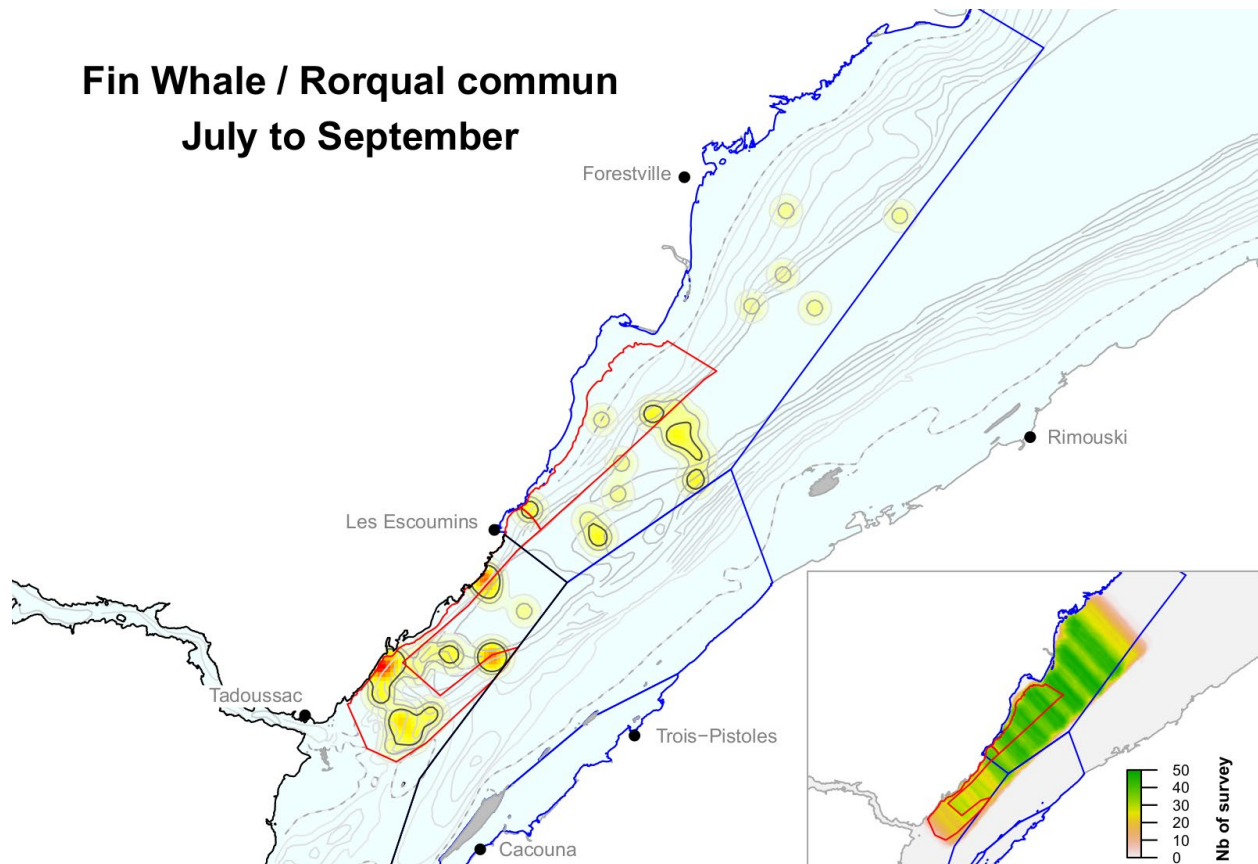 Fin Whale / Rorqual commun
July to September
Forestville
Rimouski
Les Escoumins
Tadoussac
Trois−Pistoles
Cacouna
50
40
30
20
10
0
Nb of survey